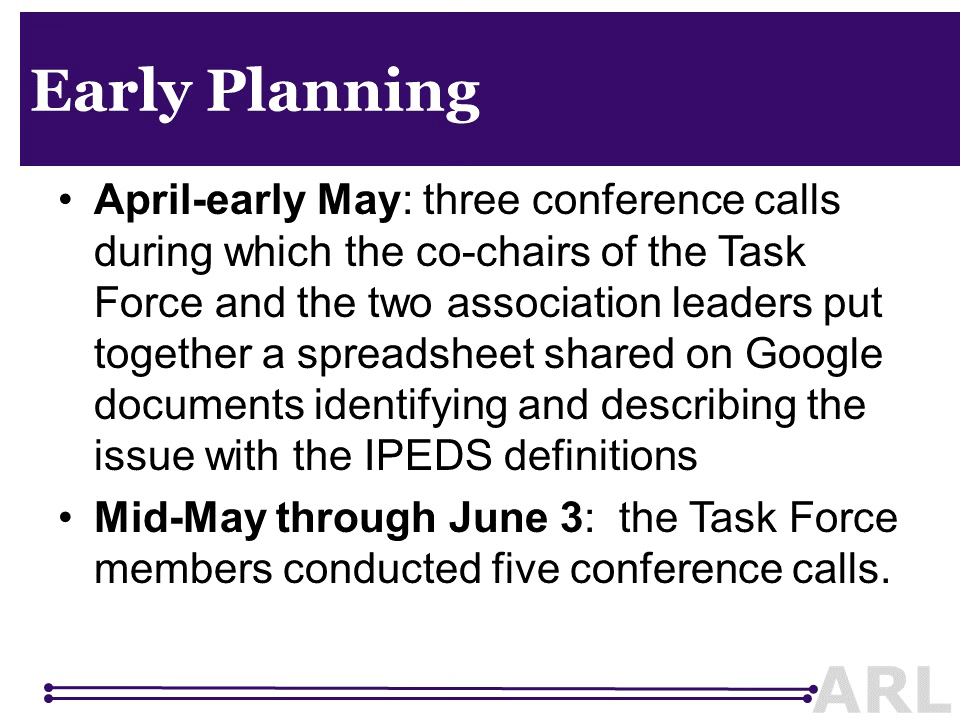 Early Planning
• April-early May: three conference calls
during which the co-chairs of the Task
Force and the two association leaders put
together a spreadsheet shared on Google
documents identifying and describing the
issue with the IPEDS definitions
• Mid-May through June 3:  the Task Force
members conducted five conference calls.
ARL